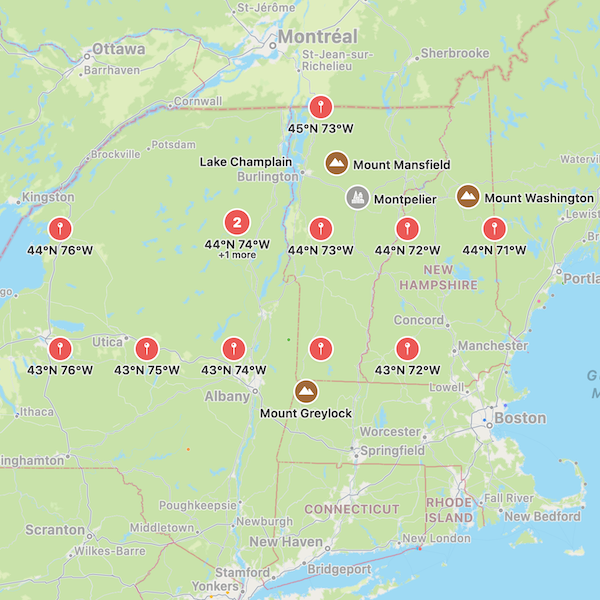 St-Jérôme
Montréal
Ottawa
Barrhaven
St-Jean-sur-
Richelieu
Sherbrooke
Cornwall
45°N 73°W
Brockville
Potsdam
Lake Champlain
Burlington
Mount Mansfield
Watervil
Kingston
Montpelier
Mount Washington
Lewist
2
44°N 76°W
44°N 74°W
+1 more
44°N 73°W
44°N 72°W
44°N 71°W
Br
NEW
HAMPSHIRE
Portla
go
Concord
Utica
Manchester
43°N 76°W
43°N 75°W
43°N 74°W
43°N 72°W
G
M
Albany
Lowell
Mount Greylock
Ithaca
Boston
Worcester
Springfield
inghamton
CONNECTICUT
RHODE
ISLAND
Fall River
New Bedford
Poughkeepsie
Newburgh
Middletown
Scranton
Wilkes-Barre
New Haven
New London
Bridgeport
Stamford
Yonkers